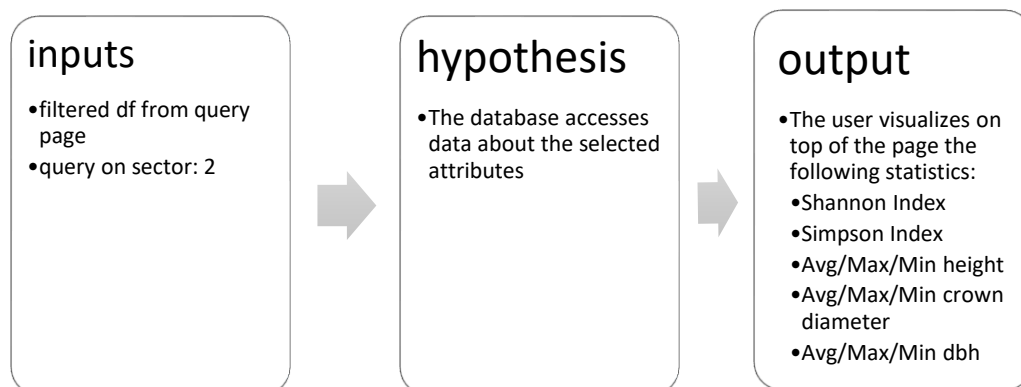 inputs
•filtered df from query
page
•query on sector: 2
hypothesis
•The database accesses
data about the selected
attributes
output
•The user visualizes on
top of the page the
following statistics:
•Shannon Index
•Simpson Index
•Avg/Max/Min height
•Avg/Max/Min crown
diameter
•Avg/Max/Min dbh